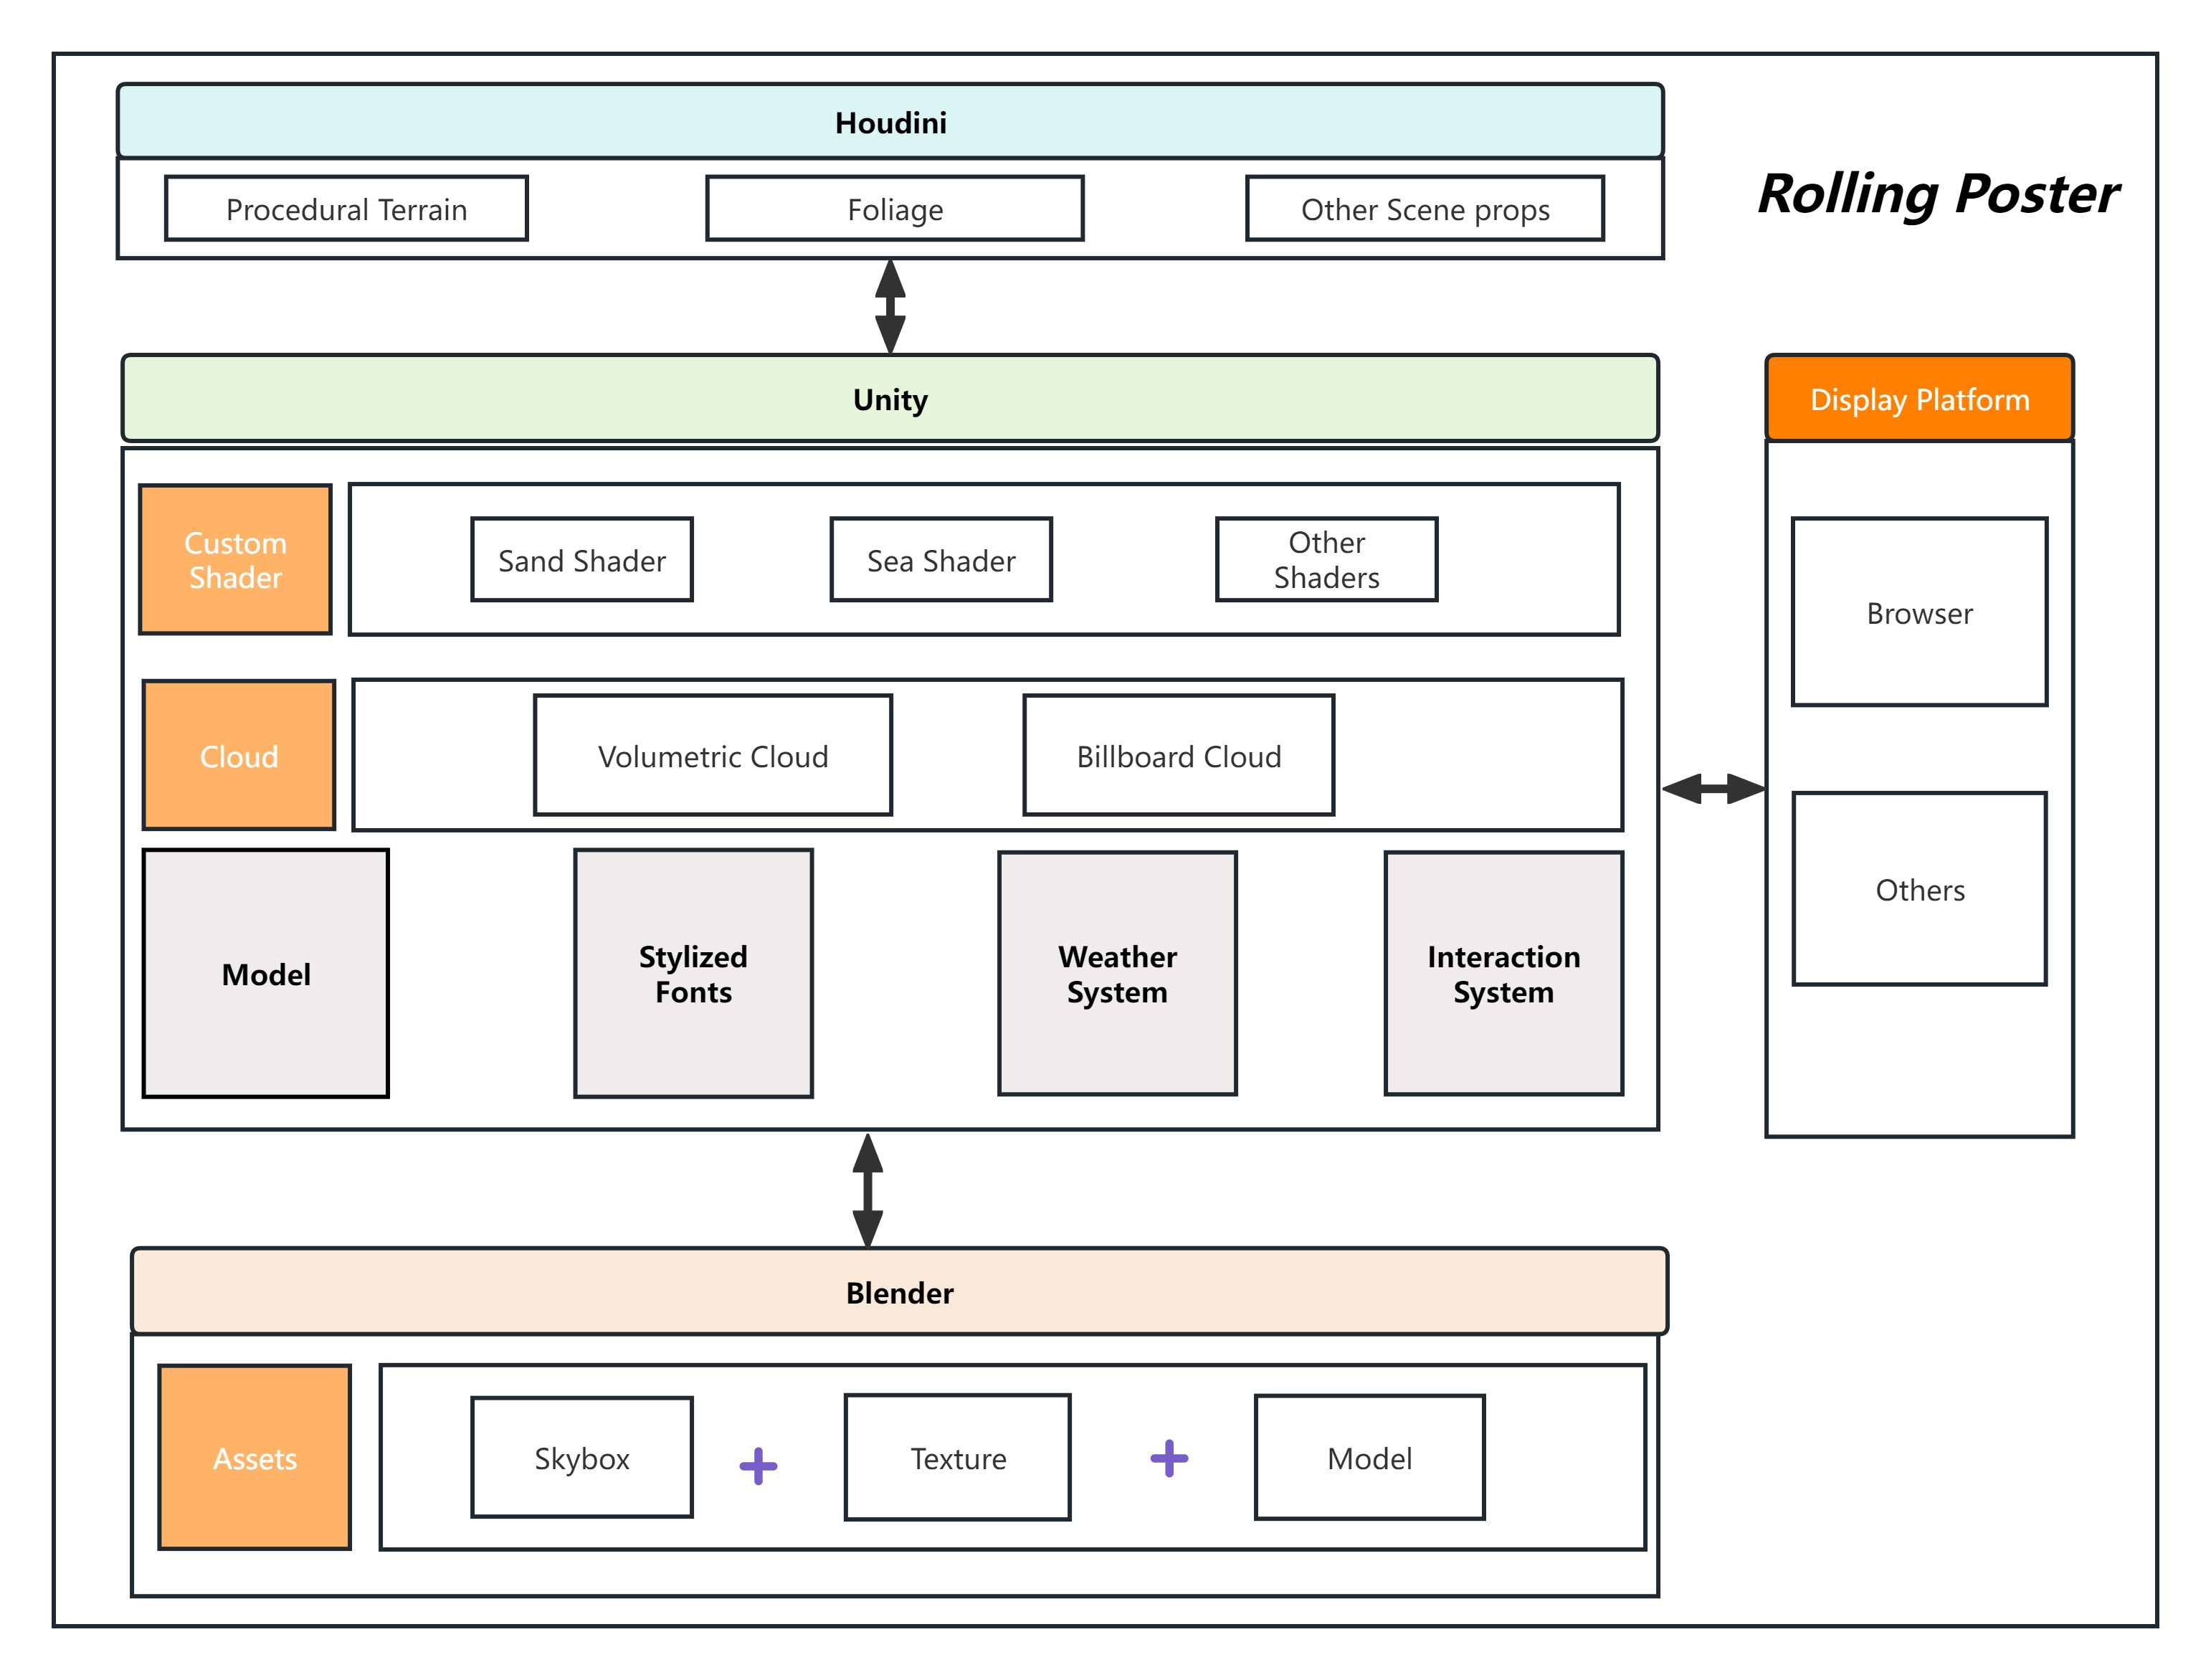 Houdini
Procedural Terrain
Foliage
Other Scene props
Rolling Poster
Unity
Custom
Shader
Sand Shader
Sea Shader
Other
Shaders
Cloud
Volumetric Cloud
Billboard Cloud
Model
Stylized
Fonts
Weather
System
Interaction
System
Display Platform
Browser
Others
Blender
Assets
Skybox
+
Texture
+
Model